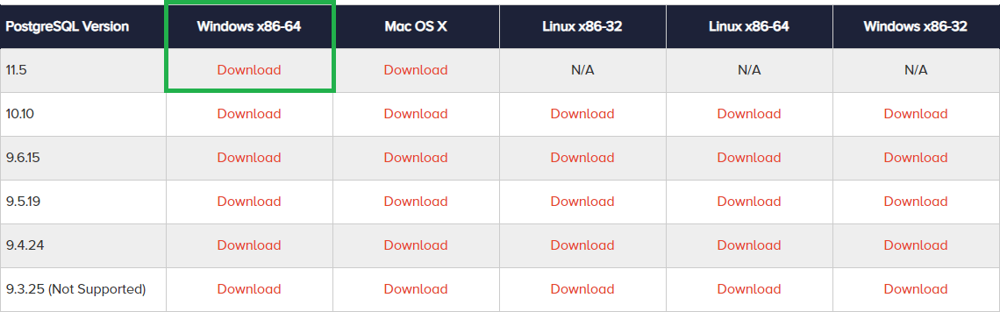 PostgreSQL Version Windows x86-64 Mac OS X Linux x86-32 Linux x86-64 Windows x86-32
11.5 Download Download N/A N/A N/A
10.10 Download Download Download Download Download
9.6.15 Download Download Download Download Download
9.5.19 Download Download Download Download Download
9.4.24 Download Download Download Download Download
9.3.25 (Not Supported) Download Download Download Download Download